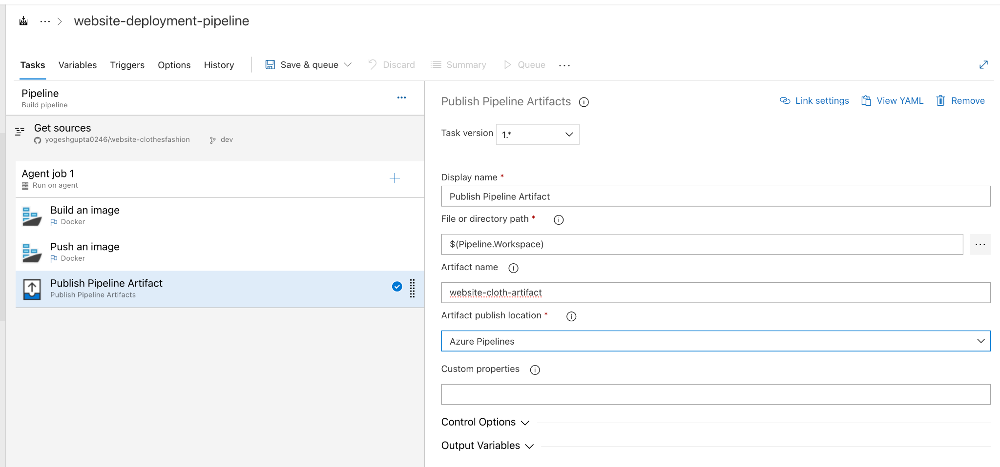 website-deployment-pipeline
Tasks Variables Triggers Options History Save & queue Discard Summary Queue
Pipeline
Build pipeline
Get sources
yogeshgupta0246/website-clothesfashion dev
Agent job 1
Run on agent
Build an image
Docker
Push an image
Docker
Publish Pipeline Artifact
Publish Pipeline Artifacts
Publish Pipeline Artifacts Link settings View YAML Remove
Task version 1.*
Display name *
Publish Pipeline Artifact
File or directory path *
$(Pipeline.Workspace)
Artifact name
website-cloth-artifact
Artifact publish location *
Azure Pipelines
Custom properties
Control Options
Output Variables